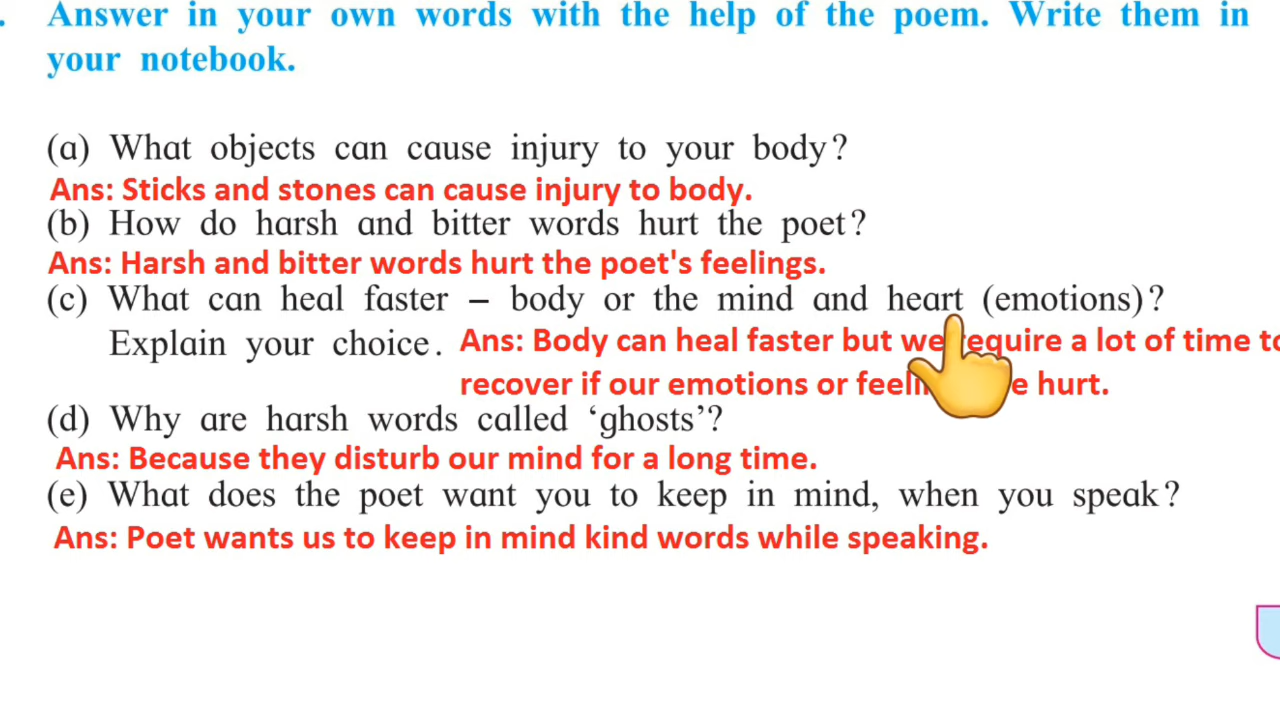 . Answer in your own words with the help of the poem. Write them in
your notebook.
(a) What objects can cause injury to your body?
Ans: Sticks and stones can cause injury to body.
(b) How do harsh and bitter words hurt the poet?
Ans: Harsh and bitter words hurt the poet's feelings.
(c) What can heal faster – body or the mind and heart (emotions)?
Explain your choice. Ans: Body can heal faster but we require a lot of time to
recover if our emotions or hurt.
(d) Why are harsh words called ‘ghosts’?
Ans: Because they disturb our mind for a long time.
(e) What does the poet want you to keep in mind, when you speak?
Ans: Poet wants us to keep in mind kind words while speaking.